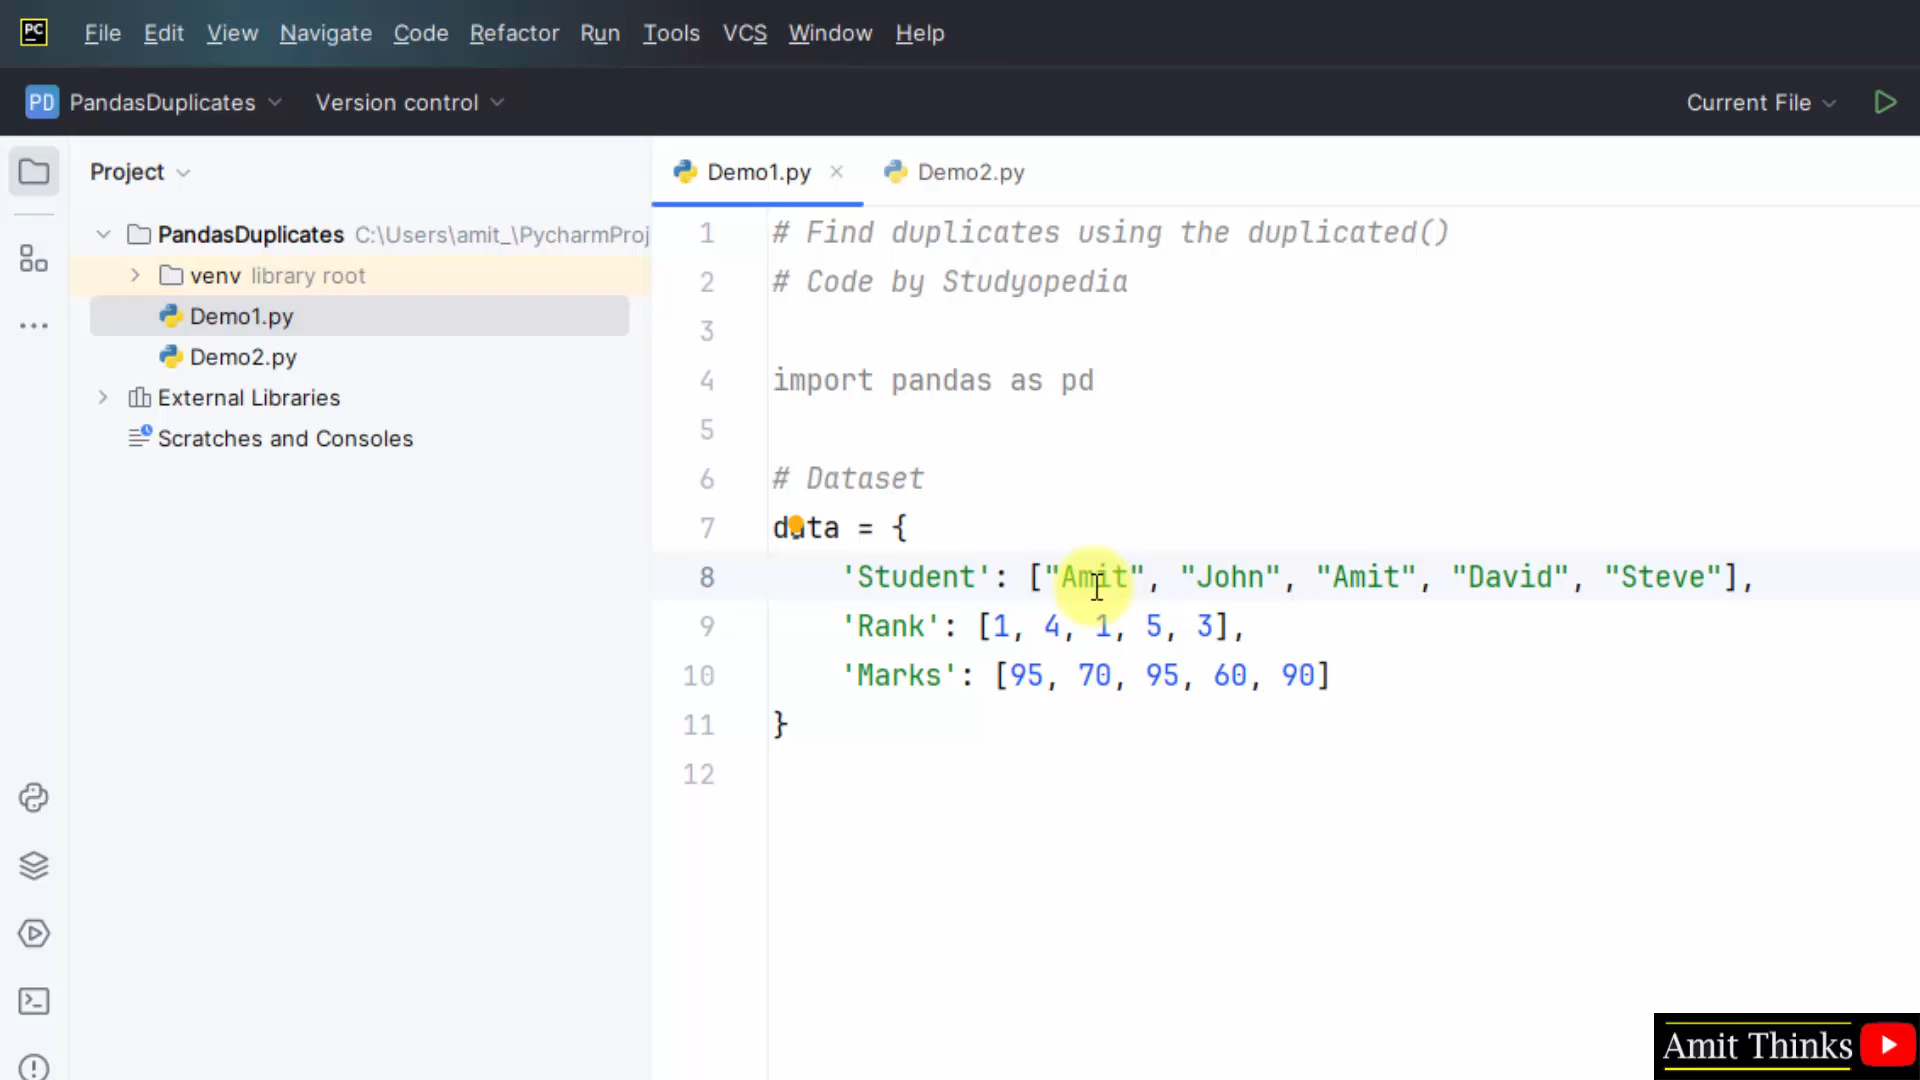 PC File Edit View Navigate Code Refactor Run Tools VCS Window Help
PD PandasDuplicates Version control Current File
Project
PandasDuplicates C:\Users\amit_\PycharmProj
venv library root
Demo1.py
Demo2.py
External Libraries
Scratches and Consoles
Demo1.py Demo2.py
1 # Find duplicates using the duplicated()
2 # Code by Studyopedia
3
4 import pandas as pd
5
6 # Dataset
7 data = {
8 'Student': ["Amit", "John", "Amit", "David", "Steve"],
9 'Rank': [1, 4, 1, 5, 3],
10 'Marks': [95, 70, 95, 60, 90]
11 }
12
Amit Thinks